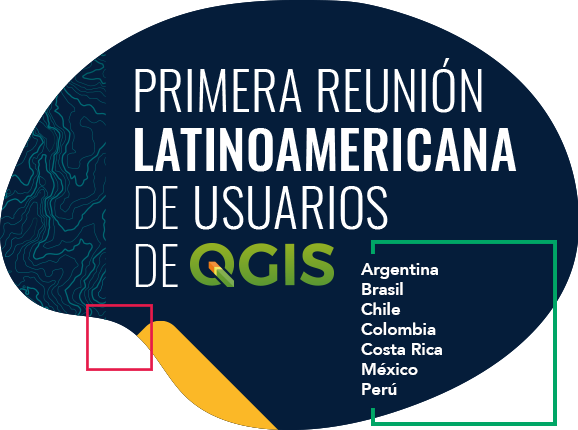 PRIMERA REUNIÓN
LATINOAMERICANA
DE USUARIOS
DE QGIS
Argentina
Brasil
Chile
Colombia
Costa Rica
México
Perú